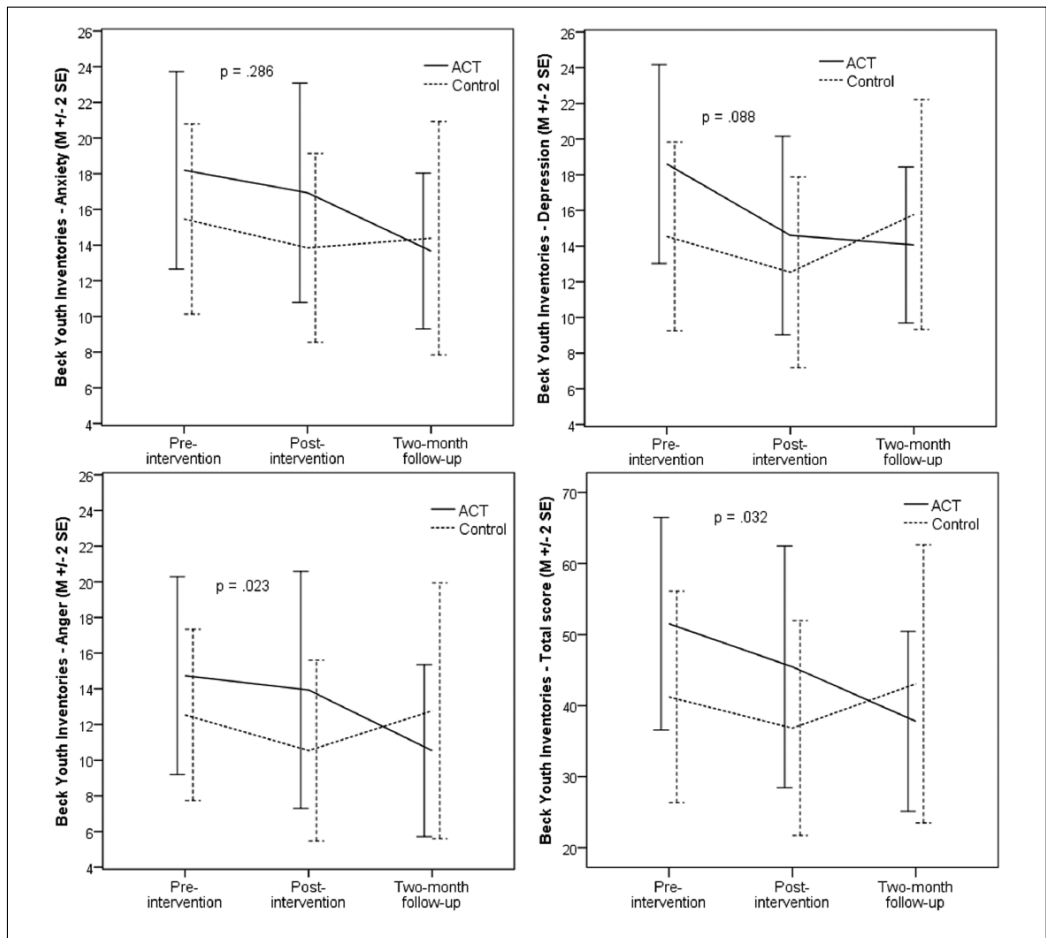 Beck Youth Inventories - Anxiety (M +/- 2 SE)
26
24
22
20
18
16
14
12
10
8
6
4
p = .286
ACT
Control
Pre-
intervention
Post-
intervention
Two-month
follow-up
Beck Youth Inventories - Depression (M +/- 2 SE)
26
24
22
20
18
16
14
12
10
8
6
4
p = .088
ACT
Control
Pre-
intervention
Post-
intervention
Two-month
follow-up
Beck Youth Inventories - Anger (M +/- 2 SE)
26
24
22
20
18
16
14
12
10
8
6
4
p = .023
ACT
Control
Pre-
intervention
Post-
intervention
Two-month
follow-up
Beck Youth Inventories - Total score (M +/- 2 SE)
70
60
50
40
30
20
p = .032
ACT
Control
Pre-
intervention
Post-
intervention
Two-month
follow-up